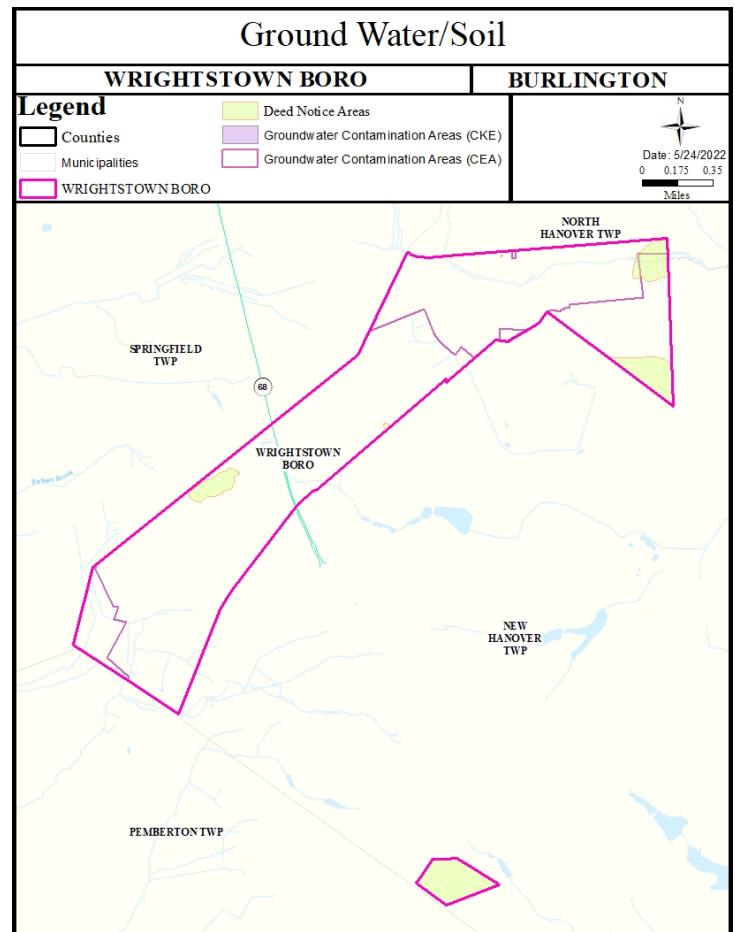 Ground Water/Soil
WRIGHTSTOWN BORO
BURLINGTON
Legend
Counties
Municipalities
WRIGHTSTOWN BORO
Deed Notice Areas
Groundwater Contamination Areas (CKE)
Groundwater Contamination Areas (CEA)
N
Date: 5/24/2022
0 0.175 0.35
Miles
NORTH
HANOVER TWP
SPRINGFIELD
TWP
68
WRIGHTSTOWN
BORO
Barkers Brook
NEW
HANOVER
TWP
PEMBERTON TWP